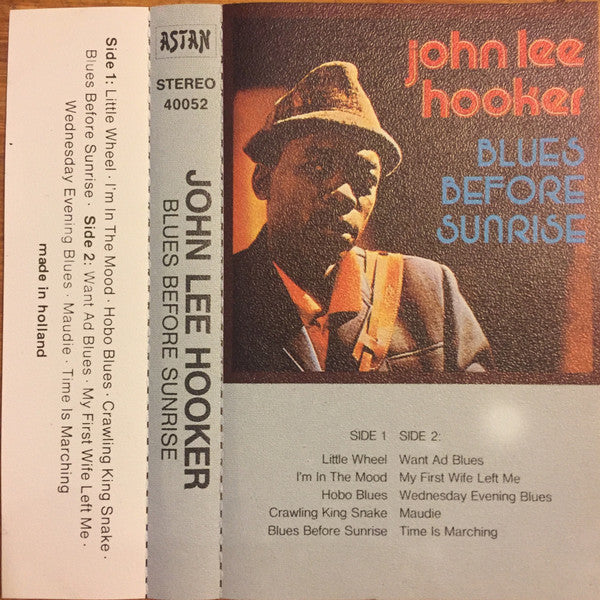 Side 1: Little Wheel · I'm In The Mood · Hobo Blues · Crawling King Snake ·
Blues Before Sunrise · Side 2: Want Ad Blues · My First Wife Left Me ·
Wednesday Evening Blues · Maudie · Time Is Marching
made in holland
ASTAN
STEREO
40052
JOHN LEE HOOKER
BLUES BEFORE SUNRISE
john lee
hooker
BLUES
BEFORE
SUNRISE
SIDE 1 SIDE 2:
Little Wheel Want Ad Blues
I'm In The Mood My First Wife Left Me
Hobo Blues Wednesday Evening Blues
Crawling King Snake Maudie
Blues Before Sunrise Time Is Marching